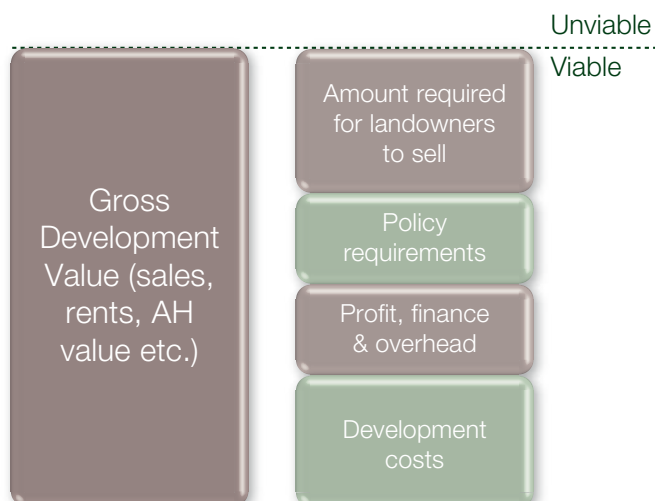 Unviable
Viable
Gross
Development
Value (sales,
rents, AH
value etc.)
Amount required
for landowners
to sell
Policy
requirements
Profit, finance
& overhead
Development
costs